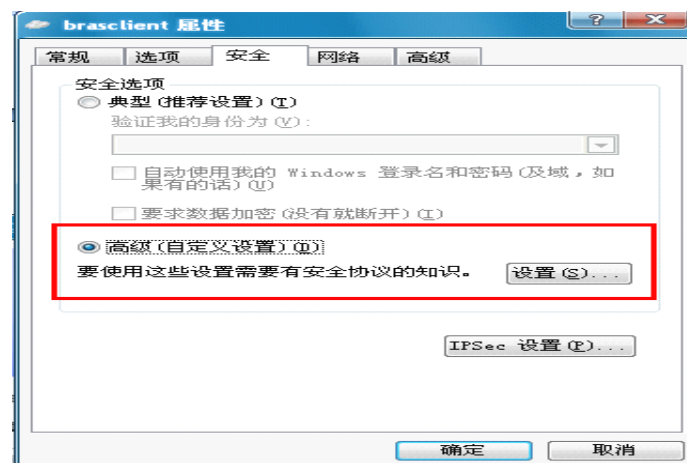 brasclient 属性
常规 选项 安全 网络 高级
安全选项
典型(推荐设置)(T)
验证我的身份为(V):
自动使用我的 Windows 登录名和密码(及域，如
果有的话)(U)
要求数据加密(没有就断开)(I)
高级(自定义设置)(D)
要使用这些设置需要有安全协议的知识。 设置(S)...
IPSec 设置(P)...
确定 取消